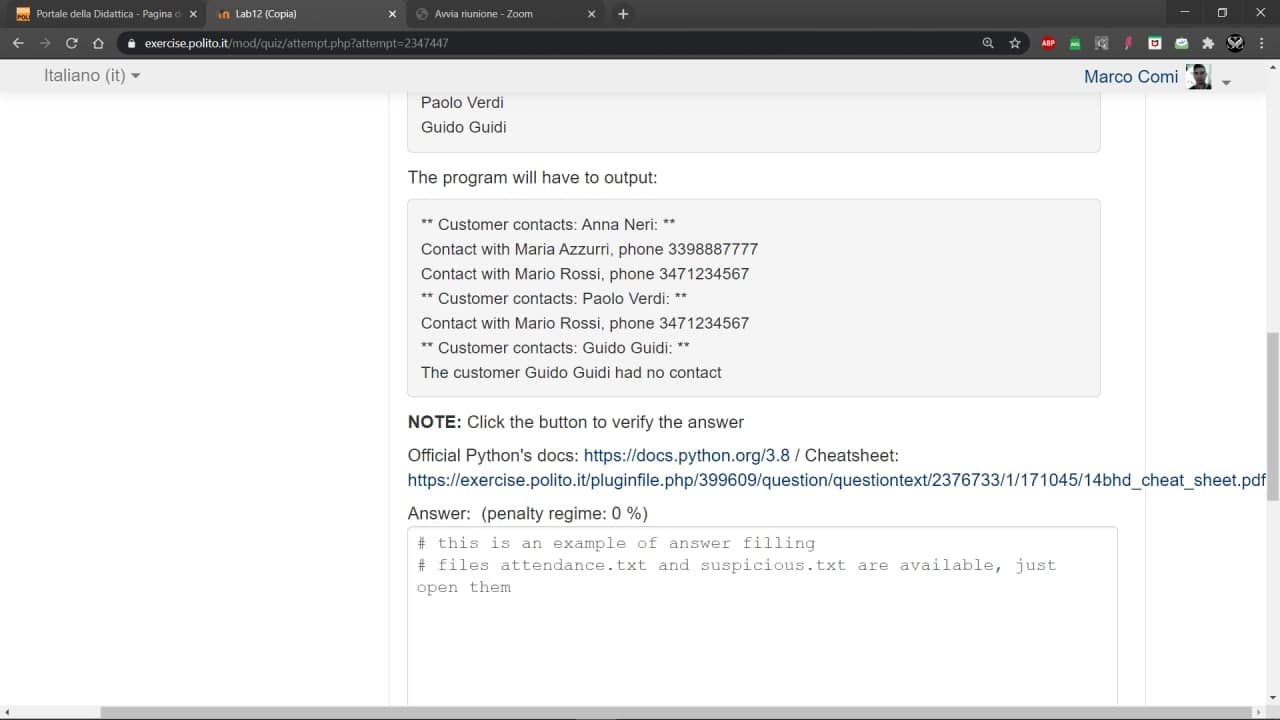 Portale della Didattica - Pagina d
Lab12 (Copia)
Avvia riunione - Zoom
exercise.polito.it/mod/quiz/attempt.php?attempt=2347447
ABP
Italiano (it)
Marco Comi
Paolo Verdi
Guido Guidi
The program will have to output:
** Customer contacts: Anna Neri: **
Contact with Maria Azzurri, phone 3398887777
Contact with Mario Rossi, phone 3471234567
** Customer contacts: Paolo Verdi: **
Contact with Mario Rossi, phone 3471234567
** Customer contacts: Guido Guidi: **
The customer Guido Guidi had no contact
NOTE: Click the button to verify the answer
Official Python's docs: https://docs.python.org/3.8 / Cheatsheet:
https://exercise.polito.it/pluginfile.php/399609/question/questiontext/2376733/1/171045/14bhd_cheat_sheet.pdf
Answer: (penalty regime: 0 %)
# this is an example of answer filling
# files attendance.txt and suspicious.txt are available, just
open them